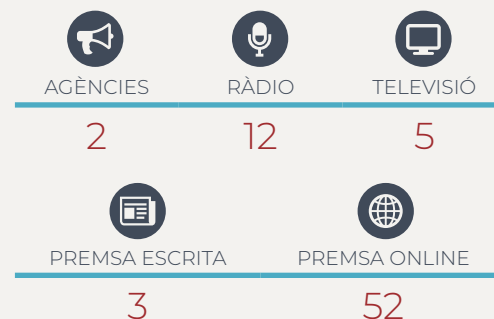 AGÈNCIES RÀDIO TELEVISIÓ
2 12 5
PREMSA ESCRITA PREMSA ONLINE
3 52